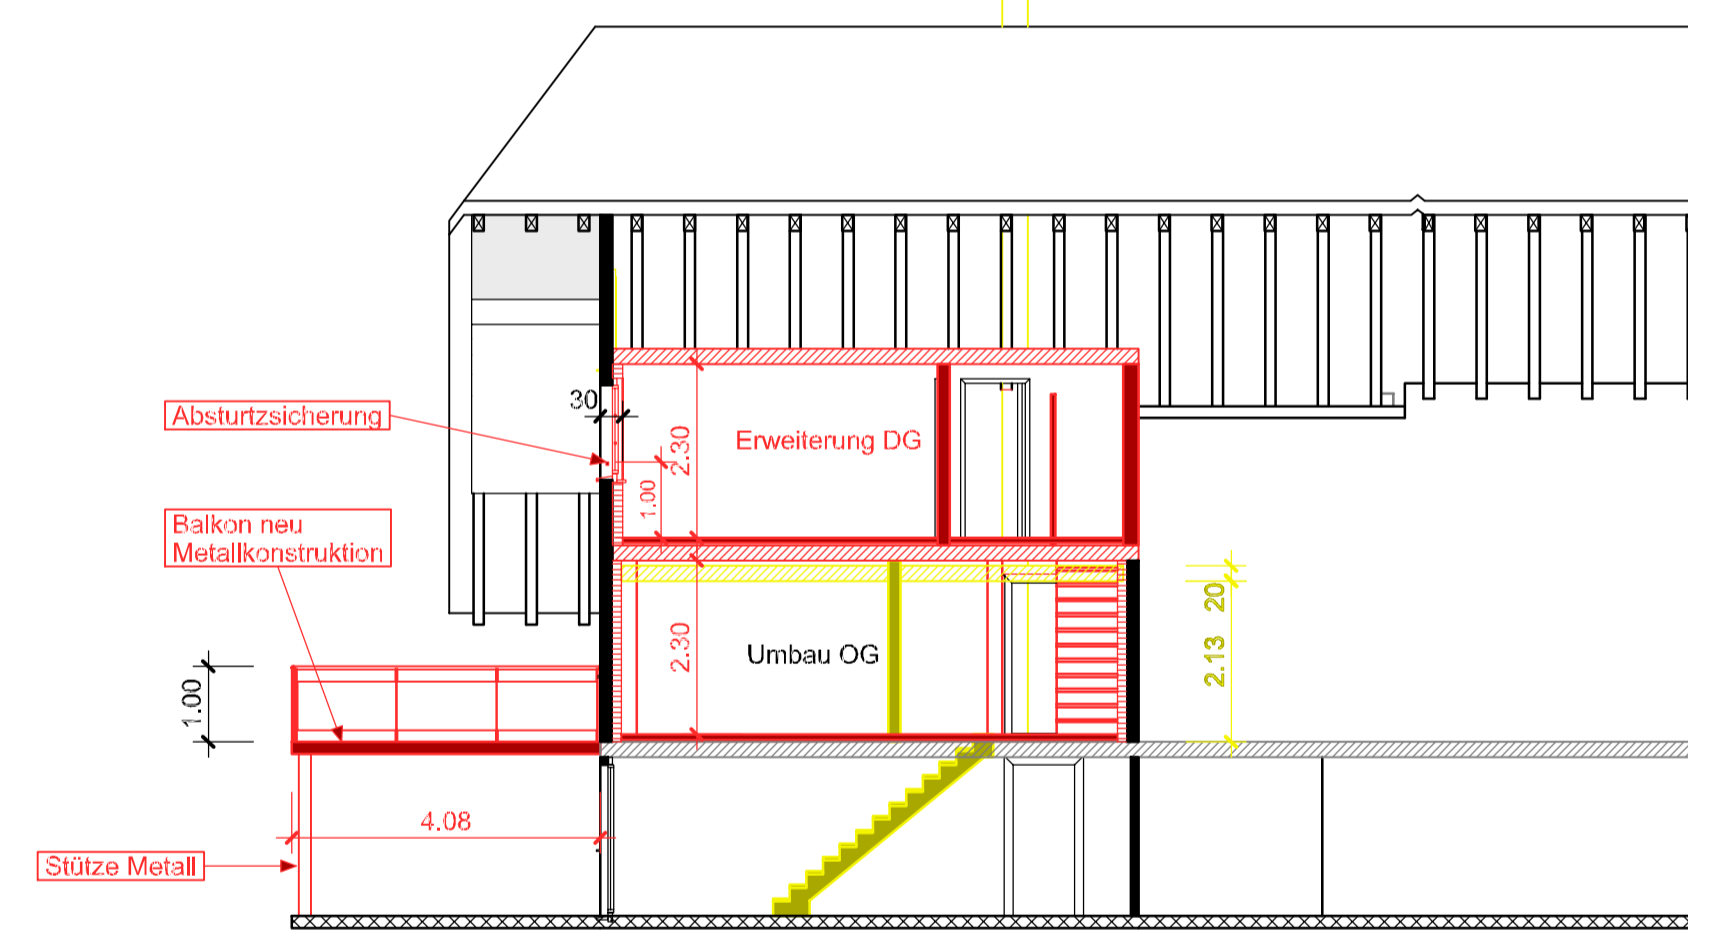 30
Absturtzsicherung
2.30
Erweiterung DG
1.00
Balkon neu
Metallkonstruktion
20
2.30
Umbau OG
2.13
1.00
4.08
Stütze Metall